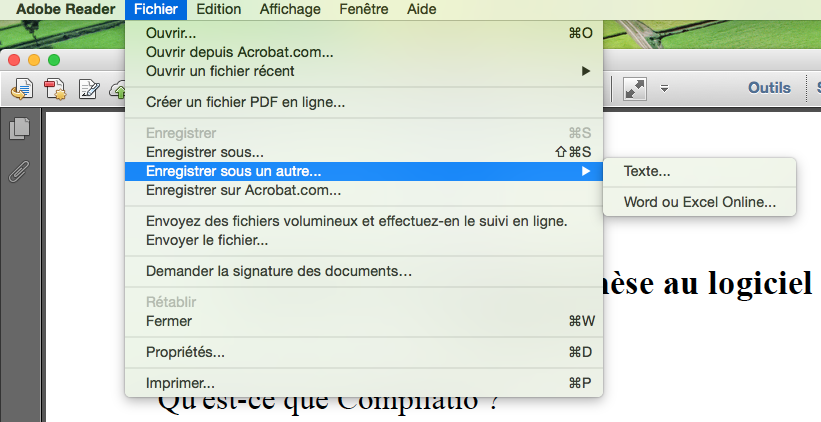 Adobe Reader Fichier Edition Affichage Fenêtre Aide
Ouvrir... ⌘O
Ouvrir depuis Acrobat.com...
Ouvrir un fichier récent ▶
Créer un fichier PDF en ligne...
Enregistrer ⌘S
Enregistrer sous... ⇧⌘S
Enregistrer sous un autre... ▶
Texte...
Word ou Excel Online...
Enregistrer sur Acrobat.com...
Envoyez des fichiers volumineux et effectuez-en le suivi en ligne.
Envoyer le fichier...
Demander la signature des documents...
Rétablir
Fermer ⌘W
Propriétés... ⌘D
Imprimer... ⌘P
Outils
au logiciel
Qu'est-ce que Compilatio ?